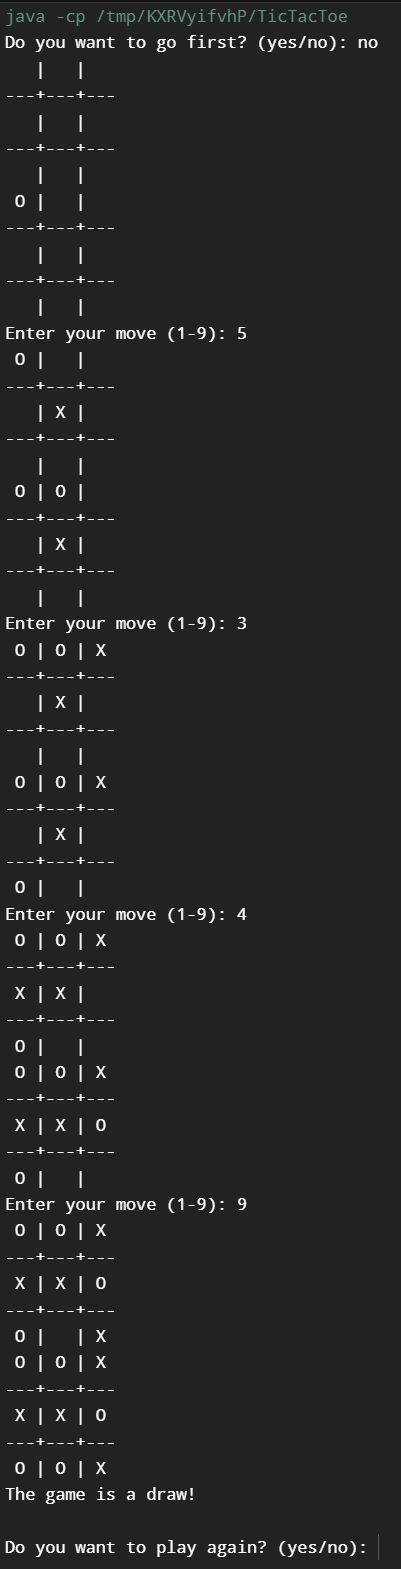 java -cp /tmp/KXRVyifvhP/TicTacToe
Do you want to go first? (yes/no): no
   |   |
---+---+---
   |   |
---+---+---
   |   |
 O |   |
---+---+---
   |   |
---+---+---
   |   |
Enter your move (1-9): 5
 O |   |
---+---+---
   | X |
---+---+---
   |   |
 O | O |
---+---+---
   | X |
---+---+---
   |   |
Enter your move (1-9): 3
 O | O | X
---+---+---
   | X |
---+---+---
   |   |
 O | O | X
---+---+---
   | X |
---+---+---
 O |   |
Enter your move (1-9): 4
 O | O | X
---+---+---
 X | X |
---+---+---
 O |   |
 O | O | X
---+---+---
 X | X | O
---+---+---
 O |   |
Enter your move (1-9): 9
 O | O | X
---+---+---
 X | X | O
---+---+---
 O |   | X
 O | O | X
---+---+---
 X | X | O
---+---+---
 O | O | X
The game is a draw!
Do you want to play again? (yes/no):